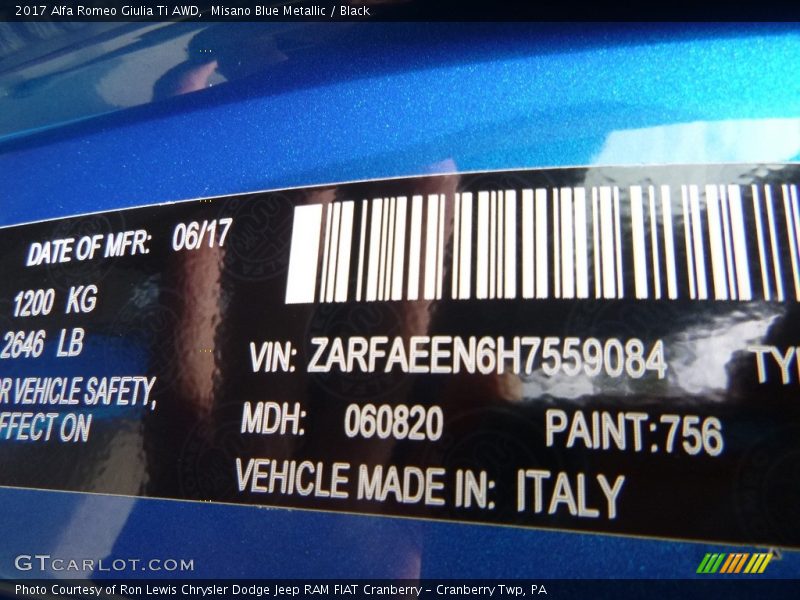 2017 Alfa Romeo Giulia Ti AWD,  Misano Blue Metallic / Black
DATE OF MFR: 06/17
1200 KG
2646 LB
R VEHICLE SAFETY,
FFECT ON
VIN: ZARFAEEN6H7559084
TYP
MDH: 060820 PAINT:756
VEHICLE MADE IN: ITALY
GTCARLOT.COM
Photo Courtesy of Ron Lewis Chrysler Dodge Jeep RAM FIAT Cranberry – Cranberry Twp, PA